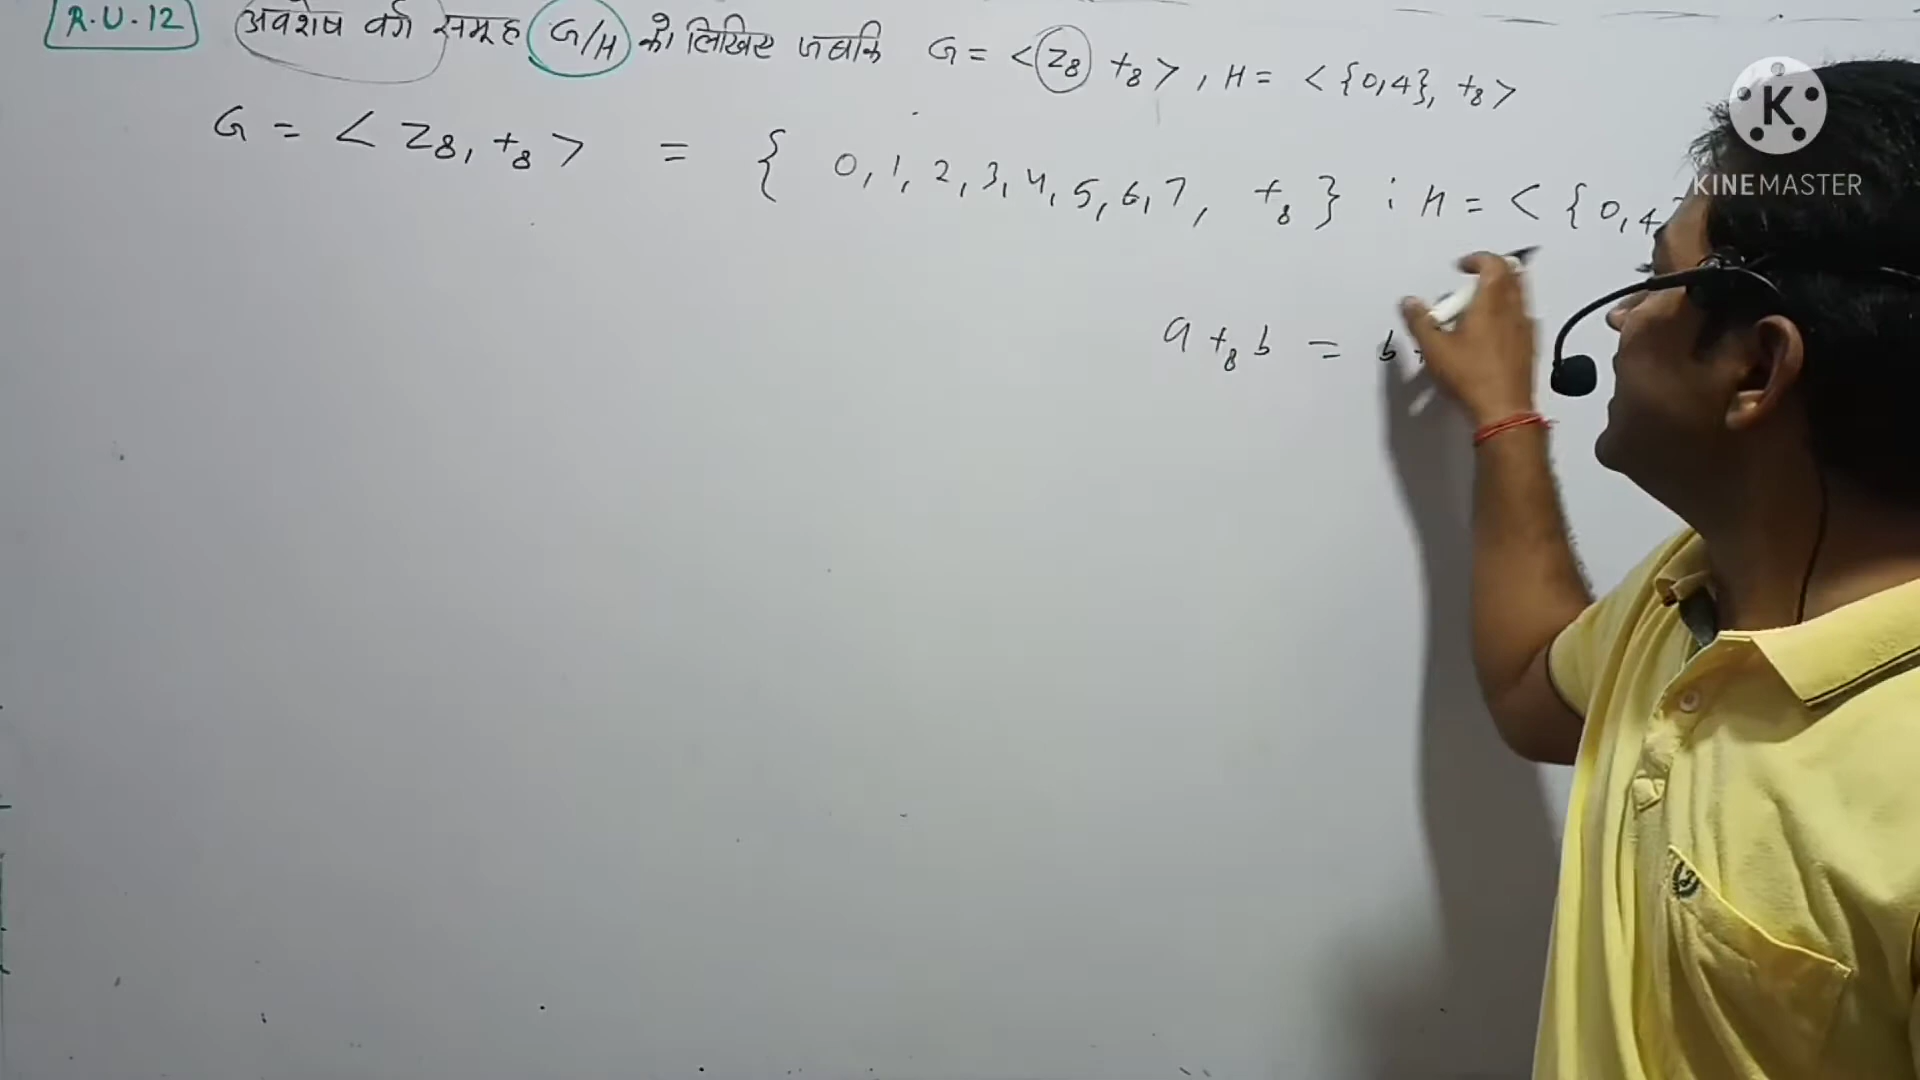 R.U.12 अवशेष वर्ग समूह G/H को लिखिए जबकि G = <Z₈ +₈> , H = <{0,4}, +₈>
G = < Z₈, +₈ > = { 0, 1, 2, 3, 4, 5, 6, 7, +₈ } ; H = < { 0, 4
a +₈ b = b +
K
KINEMASTER